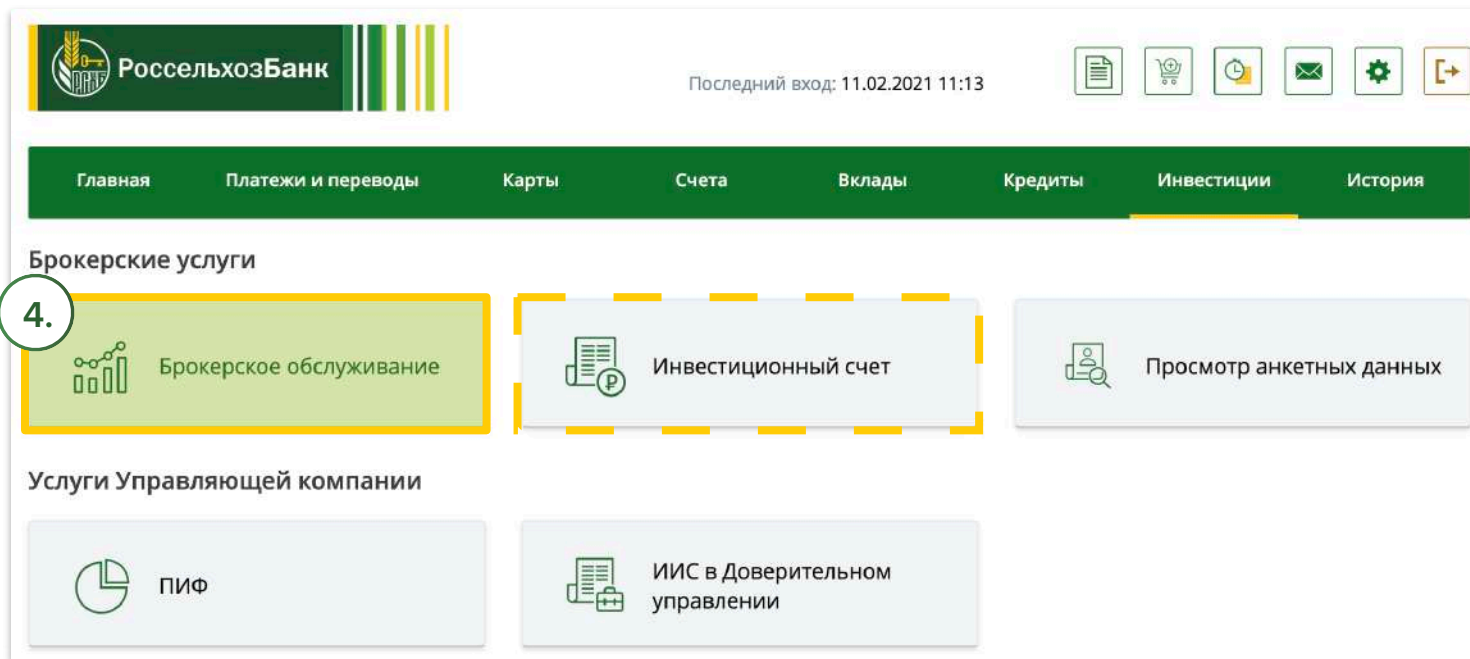 РоссельхозБанк
Последний вход: 11.02.2021 11:13
Главная Платежи и переводы Карты Счета Вклады Кредиты Инвестиции История
Брокерские услуги
4.
Брокерское обслуживание
Инвестиционный счет
Просмотр анкетных данных
Услуги Управляющей компании
ПИФ
ИИС в Доверительном
управлении